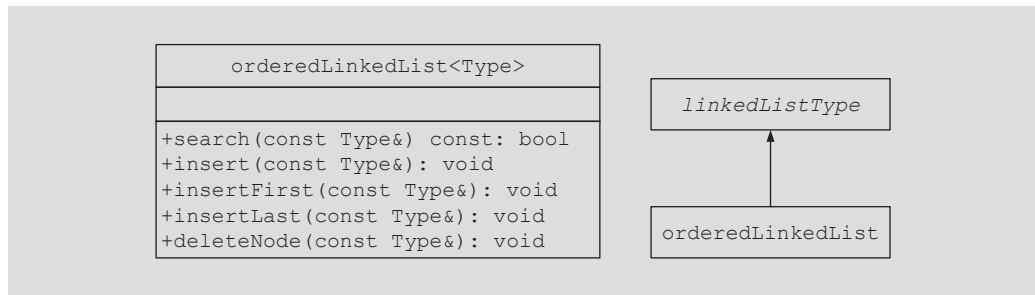 orderedLinkedList<Type>
+search(const Type&) const: bool
+insert(const Type&): void
+insertFirst(const Type&): void
+insertLast(const Type&): void
+deleteNode(const Type&): void
linkedListType
orderedLinkedList